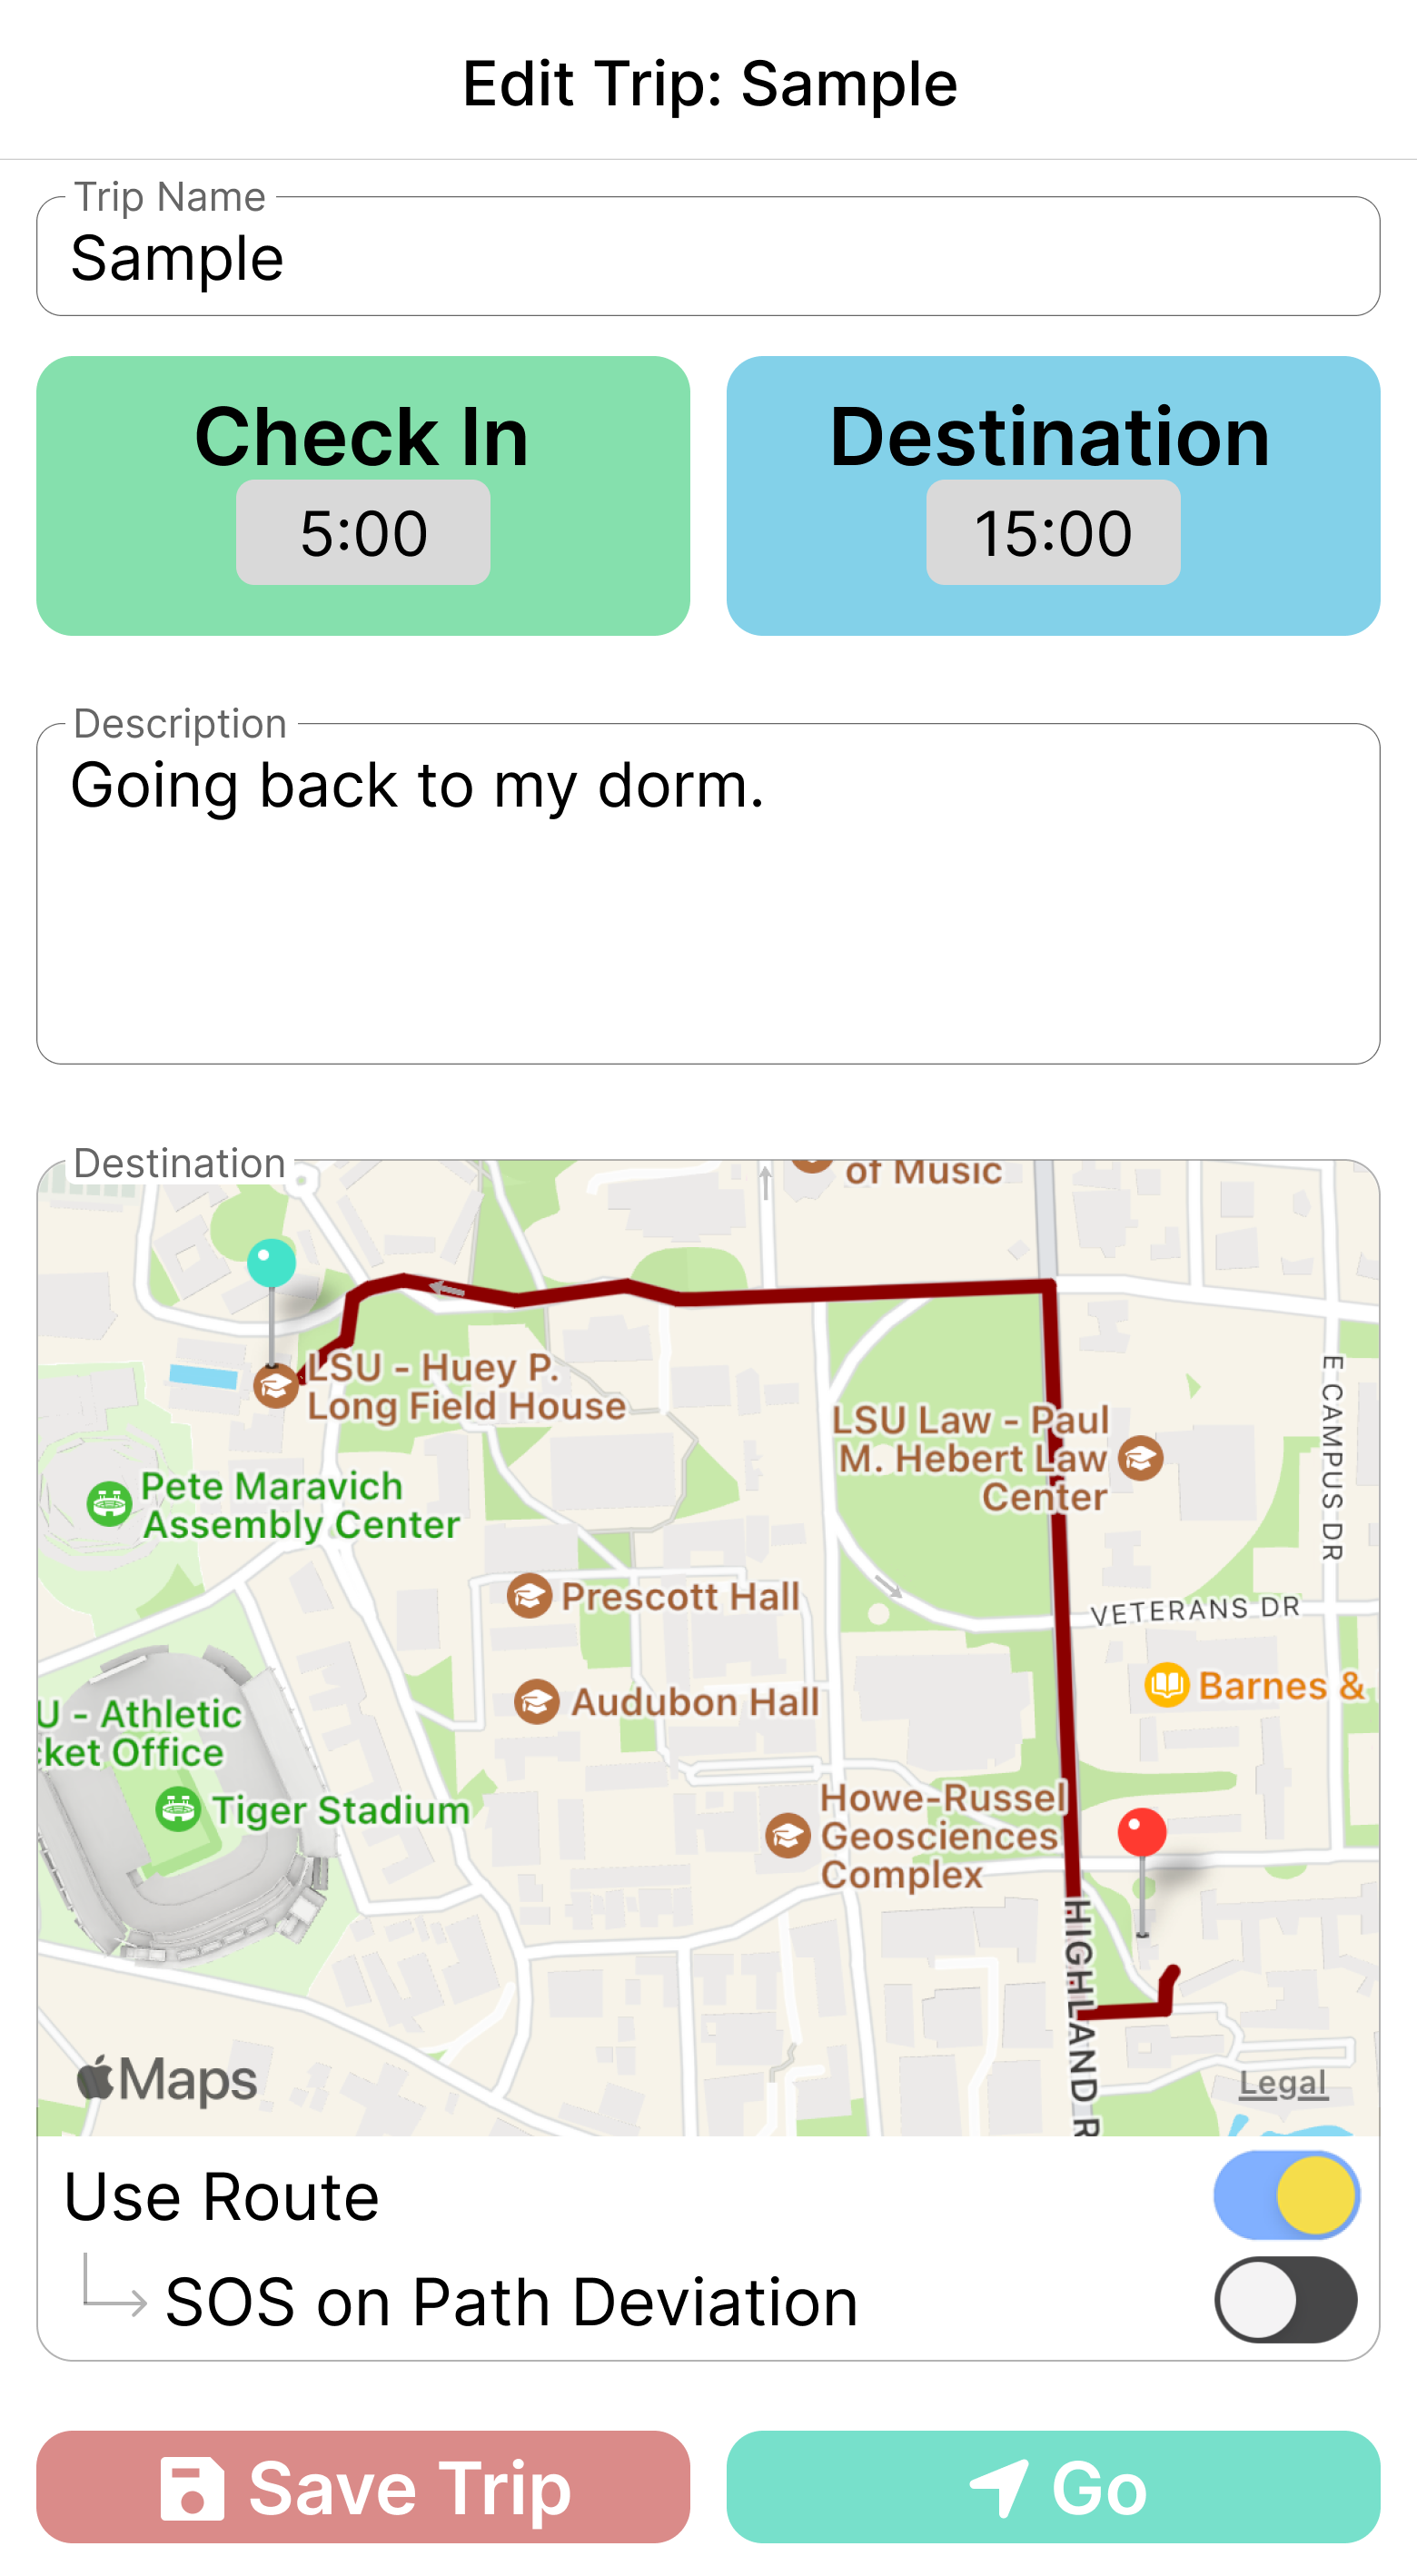 Edit Trip: Sample
Trip Name
Sample
Check In
5:00
Destination
15:00
Description
Going back to my dorm.
Destination
of Music
LSU - Huey P.
Long Field House
E CAMPUS DR
LSU Law - Paul
M. Hebert Law
Center
Pete Maravich
Assembly Center
Prescott Hall
VETERANS DR
Barnes &
Audubon Hall
U - Athletic
ket Office
Tiger Stadium
Howe-Russel
Geosciences
Complex
HIGHLAND R
Maps
Legal
Use Route
SOS on Path Deviation
Save Trip
Go